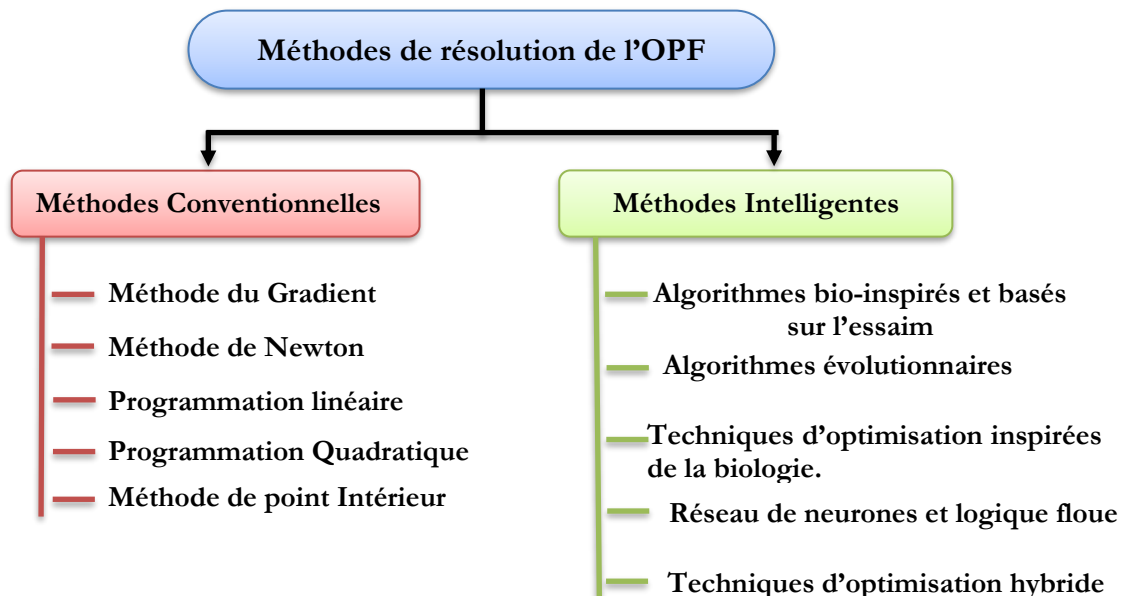 Méthodes de résolution de l’OPF
Méthodes Conventionnelles
Méthode du Gradient
Méthode de Newton
Programmation linéaire
Programmation Quadratique
Méthode de point Intérieur
Méthodes Intelligentes
Algorithmes bio-inspirés et basés
sur l’essaim
Algorithmes évolutionnaires
Techniques d’optimisation inspirées
de la biologie.
Réseau de neurones et logique floue
Techniques d’optimisation hybride